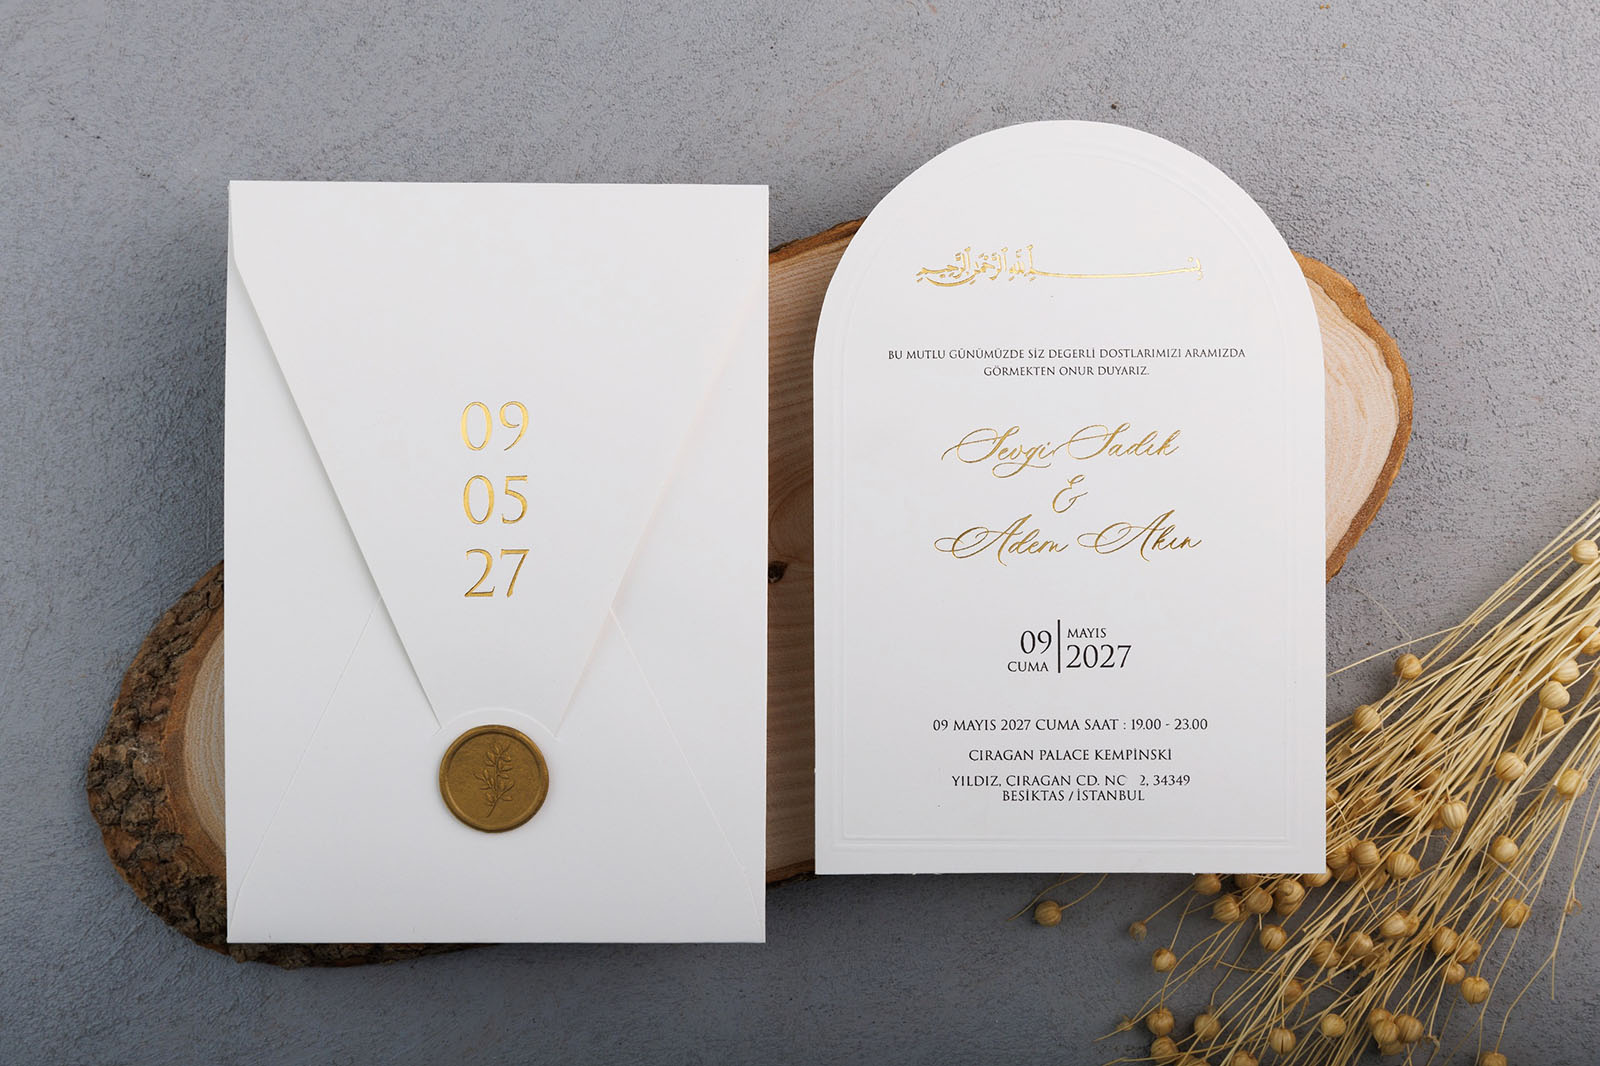 09
05
27
بسم الله الرحمن الرحيم
BU MUTLU GÜNÜMÜZDE SİZ DEGERLİ DOSTLARIMIZI ARAMIZDA
GÖRMEKTEN ONUR DUYARIZ.
Sevgi Sadık
&
Adem Akın
09 MAYIS
CUMA 2027
09 MAYIS 2027 CUMA SAAT : 19.00 - 23.00
CIRAGAN PALACE KEMPİNSKİ
YILDIZ, CIRAGAN CD. 2, 34349
BESİKTAS / İSTANBUL